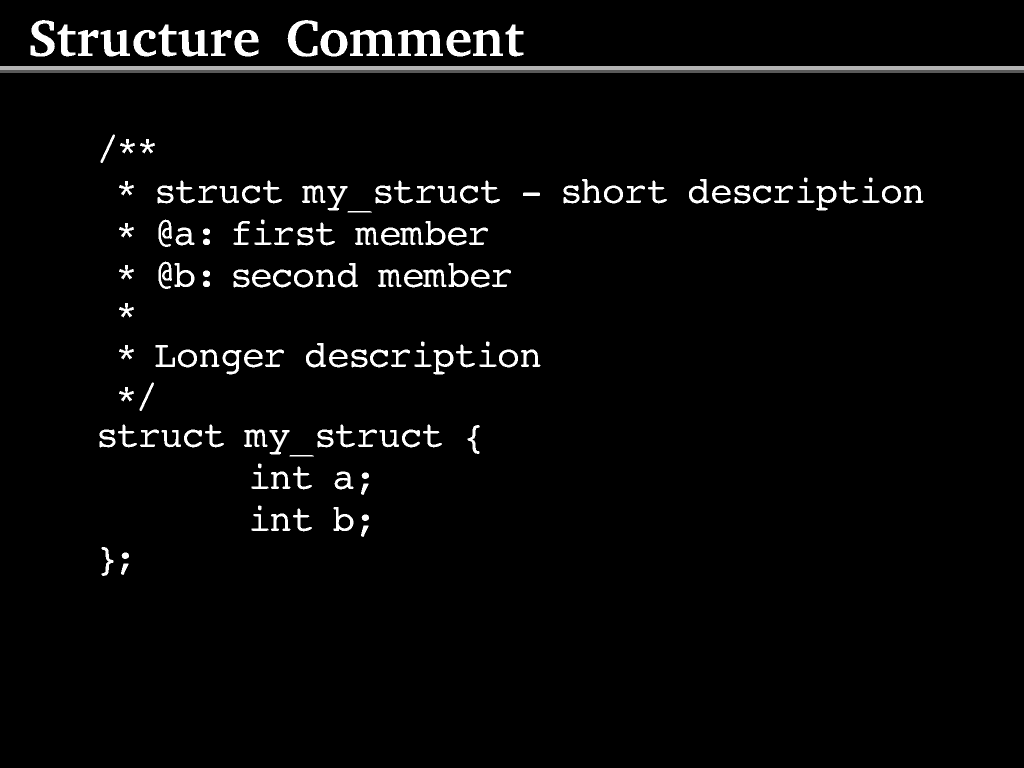 Structure Comment
/**
 * struct my_struct - short description
 * @a: first member
 * @b: second member
 *
 * Longer description
 */
struct my_struct {
        int a;
        int b;
};